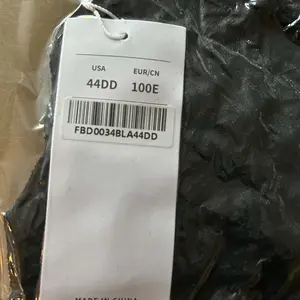 USA EUR/CN
44DD 100E
FBD0034BLA44DD
MADE IN CHINA